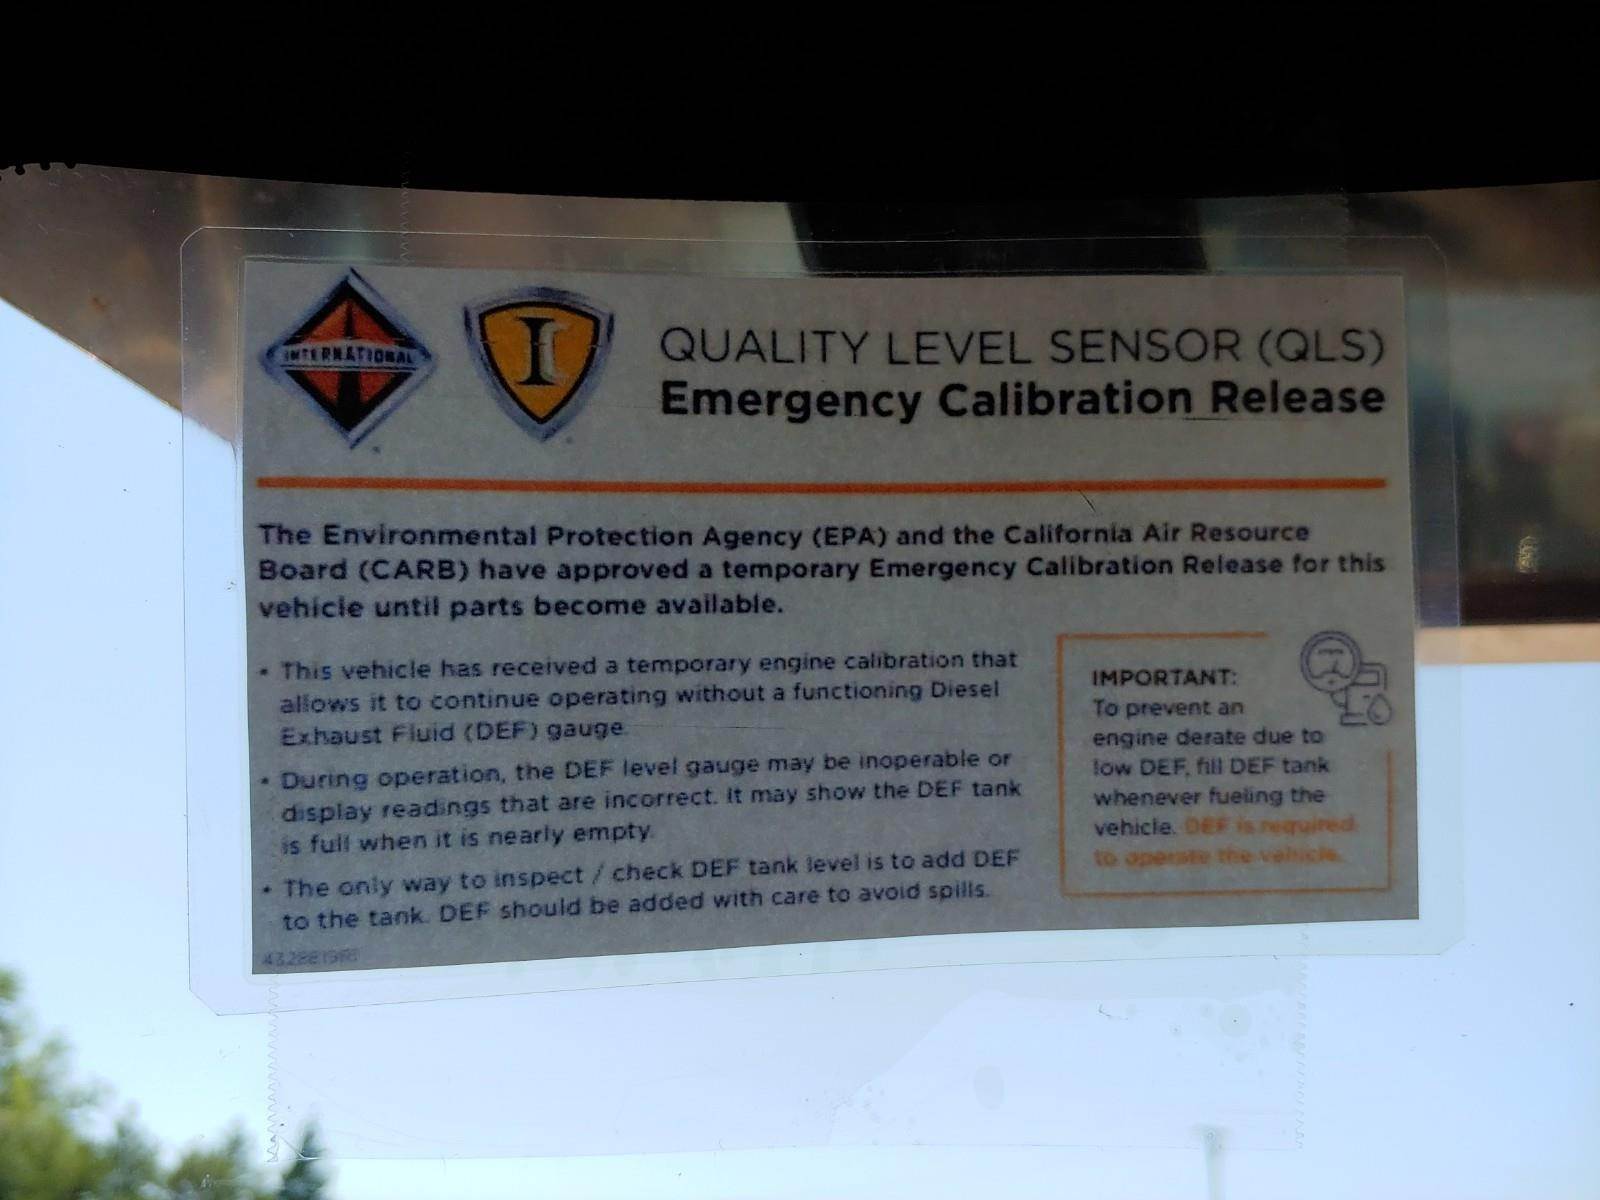 INTERNATIONAL
I
QUALITY LEVEL SENSOR (QLS)
Emergency Calibration Release
The Environmental Protection Agency (EPA) and the California Air Resource
Board (CARB) have approved a temporary Emergency Calibration Release for this
vehicle until parts become available.
• This vehicle has received a temporary engine calibration that
allows it to continue operating without a functioning Diesel
Exhaust Fluid (DEF) gauge.
• During operation, the DEF level gauge may be inoperable or
display readings that are incorrect. It may show the DEF tank
is full when it is nearly empty.
• The only way to inspect / check DEF tank level is to add DEF
to the tank. DEF should be added with care to avoid spills.
IMPORTANT:
To prevent an
engine derate due to
low DEF, fill DEF tank
whenever fueling the
vehicle. DEF is required
to operate the vehicle.